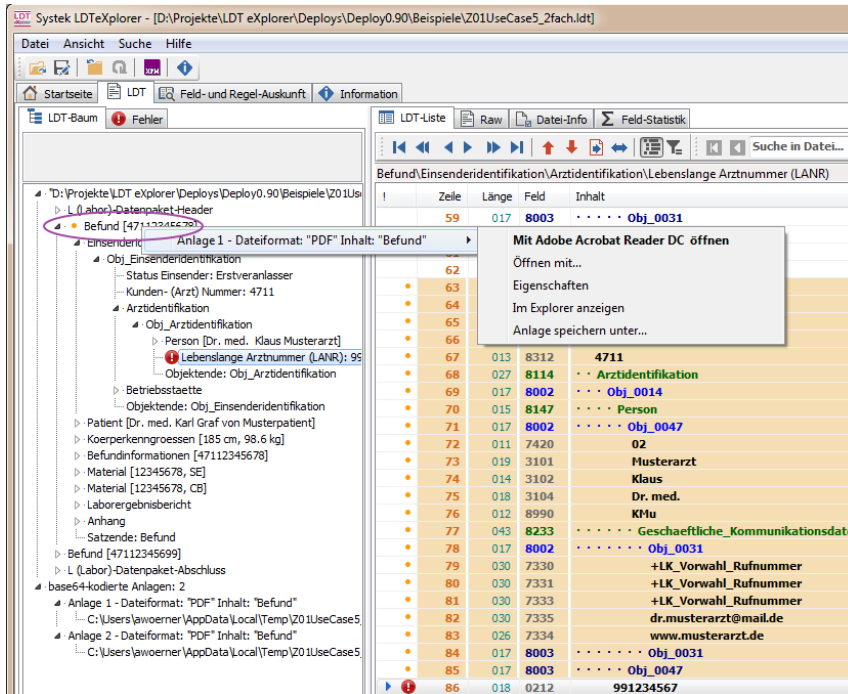 Systek LDTeXplorer - [D:\Projekte\LDT eXplorer\Deploys\Deploy0.90\Beispiele\Z01UseCase5_2fach.ldt]
Datei Ansicht Suche Hilfe
Startseite LDT Feld- und Regel-Auskunft Information
LDT-Baum Fehler
LDT-Liste Raw Datei-Info Feld-Statistik
Suche in Datei...
Befund\Einsenderidentifikation\Arztidentifikation\Lebenslange Arztnummer (LANR)
"D:\Projekte\LDT eXplorer\Deploys\Deploy0.90\Beispiele\Z01Use
L (Labor)-Datenpaket-Header
Befund [47112345678]
Einsenderid
Obj_Einsenderidentifikation
Status Einsender: Erstveranlasser
Kunden- (Arzt) Nummer: 4711
Arztidentifikation
Obj_Arztidentifikation
Person [Dr. med. Klaus Musterarzt]
Lebenslange Arztnummer (LANR): 99
Objektende: Obj_Arztidentifikation
Betriebsstaette
Objektende: Obj_Einsenderidentifikation
Patient [Dr. med. Karl Graf von Musterpatient]
Koerperkenngroessen [185 cm, 98.6 kg]
Befundinformationen [47112345678]
Material [12345678, SE]
Material [12345678, CB]
Laborergebnisbericht
Anhang
Satzende: Befund
Befund [47112345699]
L (Labor)-Datenpaket-Abschluss
base64-kodierte Anlagen: 2
Anlage 1 - Dateiformat: "PDF" Inhalt: "Befund"
C:\Users\awoerner\AppData\Local\Temp\Z01UseCase5_
Anlage 2 - Dateiformat: "PDF" Inhalt: "Befund"
C:\Users\awoerner\AppData\Local\Temp\Z01UseCase5_
Anlage 1 - Dateiformat: "PDF" Inhalt: "Befund"
Mit Adobe Acrobat Reader DC öffnen
Öffnen mit...
Eigenschaften
Im Explorer anzeigen
Anlage speichern unter...
! Zeile Länge Feld Inhalt
59 017 8003 · · · · · Obj_0031
62
63
64
65
66
67 013 8312 4711
68 027 8114 · · Arztidentifikation
69 017 8002 · · · Obj_0014
70 015 8147 · · · · Person
71 017 8002 · · · · · Obj_0047
72 011 7420 02
73 019 3101 Musterarzt
74 014 3102 Klaus
75 018 3104 Dr. med.
76 012 8990 KMu
77 043 8233 · · · · · · Geschaeftliche_Kommunikationsdate
78 017 8002 · · · · · · · Obj_0031
79 030 7330 +LK_Vorwahl_Rufnummer
80 030 7331 +LK_Vorwahl_Rufnummer
81 030 7333 +LK_Vorwahl_Rufnummer
82 030 7335 dr.musterarzt@mail.de
83 026 7334 www.musterarzt.de
84 017 8003 · · · · · · · Obj_0031
85 017 8003 · · · · · Obj_0047
86 018 0212 991234567